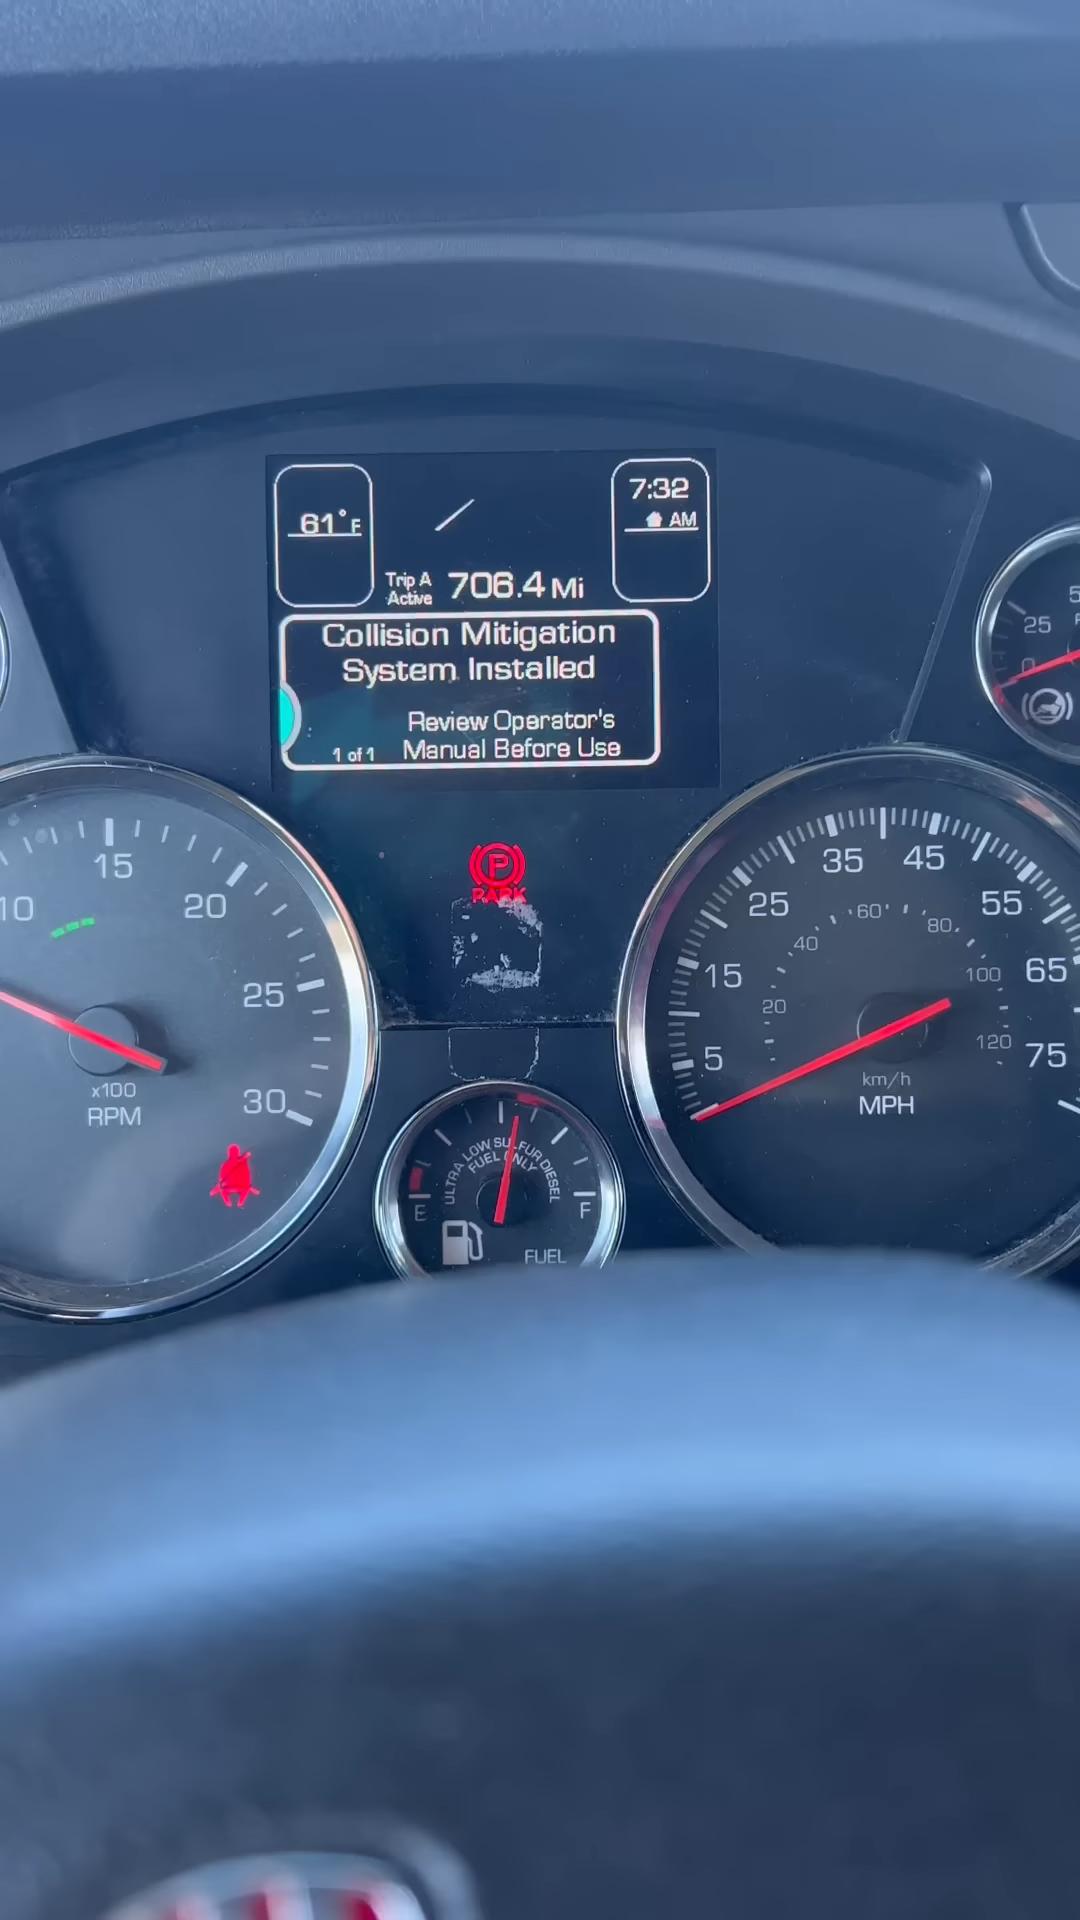 61°F
7:32
AM
Trip A
Active
706.4 Mi
Collision Mitigation
System Installed
Review Operator's
1 of 1 Manual Before Use
P
PARK
10 15 20 25 30
x100
RPM
5 15 25 35 45 55 65 75
20 40 60 80 100 120
km/h
MPH
ULTRA LOW SULFUR DIESEL
FUEL ONLY
E F
FUEL
0 25